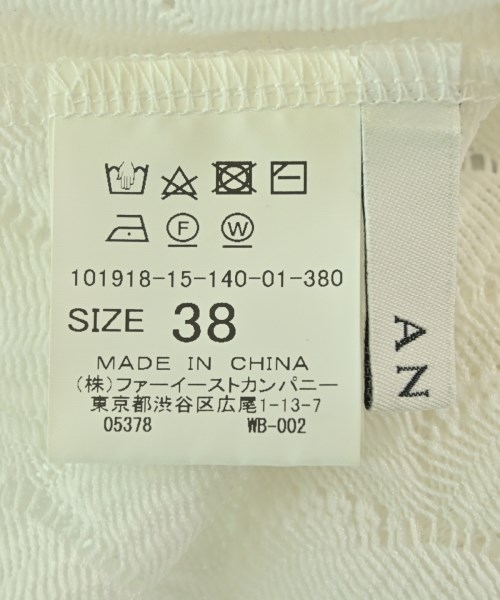 F W
101918-15-140-01-380
SIZE 38
MADE IN CHINA
(株)ファーイーストカンパニー
東京都渋谷区広尾1-13-7
05378 WB-002
AN